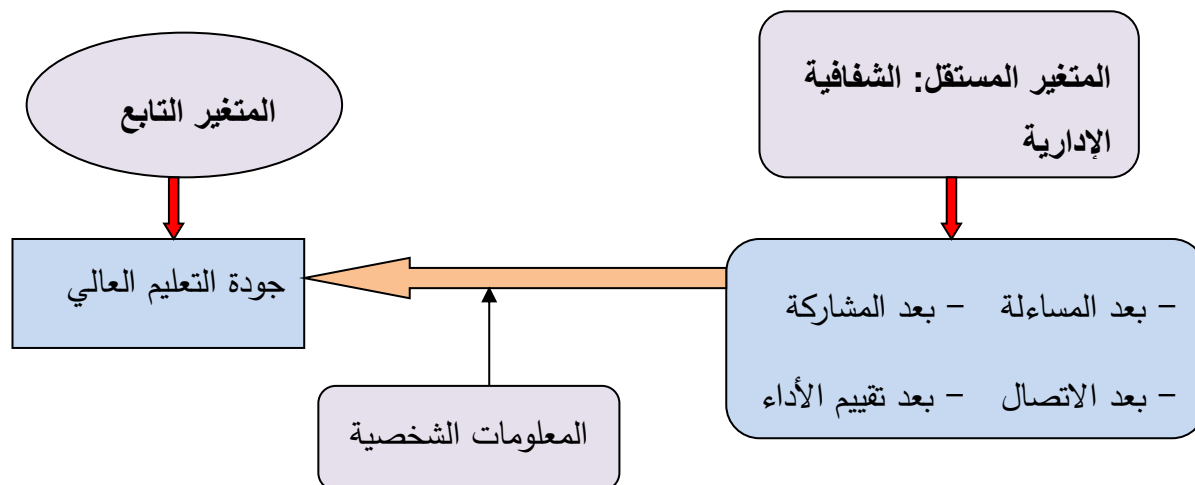 المتغير المستقل: الشفافية
الإدارية
المتغير التابع
– بعد المساءلة – بعد المشاركة
– بعد الاتصال – بعد تقييم الأداء
جودة التعليم العالي
المعلومات الشخصية